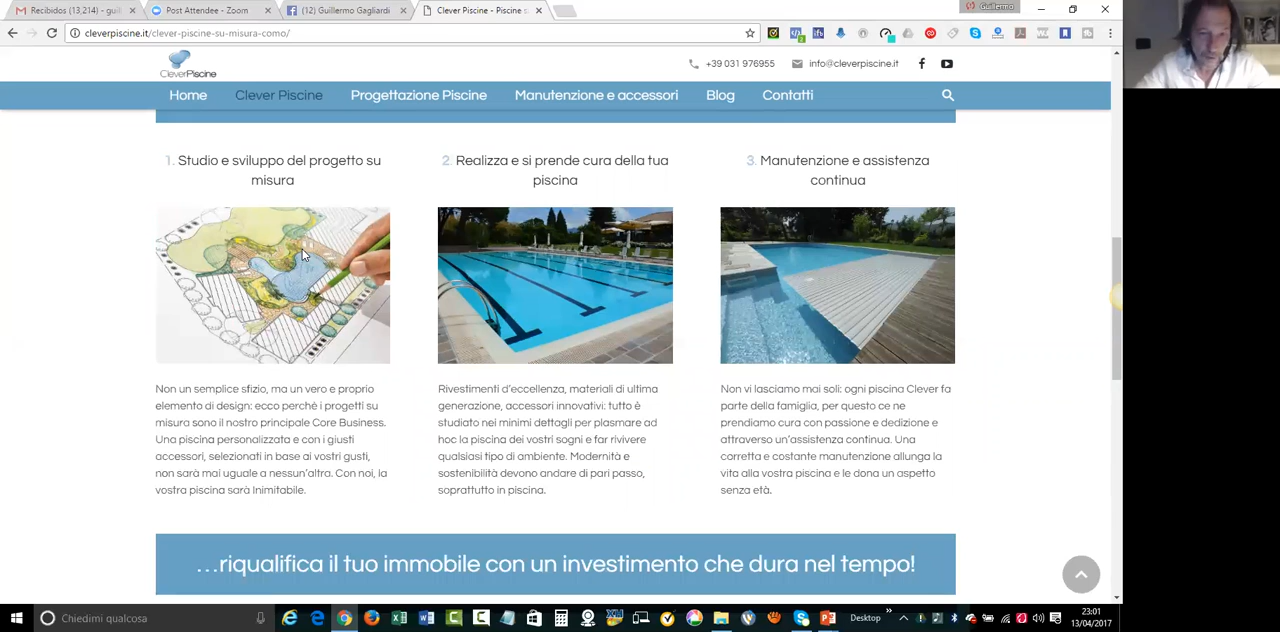 Recibidos (13,214) - gui
Post Attendee - Zoom
(12) Guillermo Gagliardi
Clever Piscine - Piscine s
Guillermo
cleverpiscine.it/clever-piscine-su-misura-como/
CleverPiscine
+39 031 976955
info@cleverpiscine.it
Home
Clever Piscine
Progettazione Piscine
Manutenzione e accessori
Blog
Contatti
1. Studio e sviluppo del progetto su
misura
2. Realizza e si prende cura della tua
piscina
3. Manutenzione e assistenza
continua
Non un semplice sfizio, ma un vero e proprio
elemento di design: ecco perchè i progetti su
misura sono il nostro principale Core Business.
Una piscina personalizzata e con i giusti
accessori, selezionati in base ai vostri gusti,
non sarà mai uguale a nessun'altra. Con noi, la
vostra piscina sarà Inimitabile.
Rivestimenti d'eccellenza, materiali di ultima
generazione, accessori innovativi: tutto è
studiato nei minimi dettagli per plasmare ad
hoc la piscina dei vostri sogni e far rivivere
qualsiasi tipo di ambiente. Modernità e
sostenibilità devono andare di pari passo,
soprattutto in piscina.
Non vi lasciamo mai soli: ogni piscina Clever fa
parte della famiglia, per questo ce ne
prendiamo cura con passione e dedizione e
attraverso un'assistenza continua. Una
corretta e costante manutenzione allunga la
vita alla vostra piscina e le dona un aspetto
senza età.
...riqualifica il tuo immobile con un investimento che dura nel tempo!
Chiedimi qualcosa
Desktop
23:01
13/04/2017